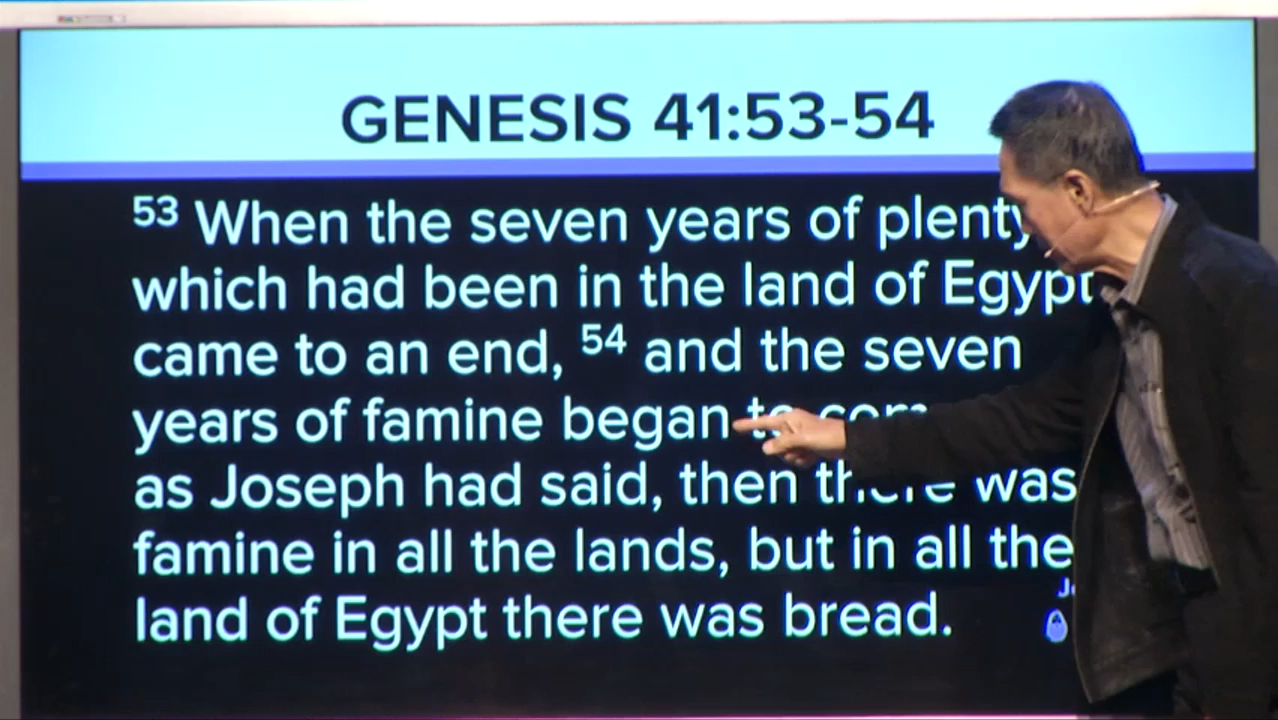 GENESIS 41:53-54
53 When the seven years of plenty
which had been in the land of Egypt
came to an end, 54 and the seven
years of famine began to
as Joseph had said, then there was
famine in all the lands, but in all the
land of Egypt there was bread.